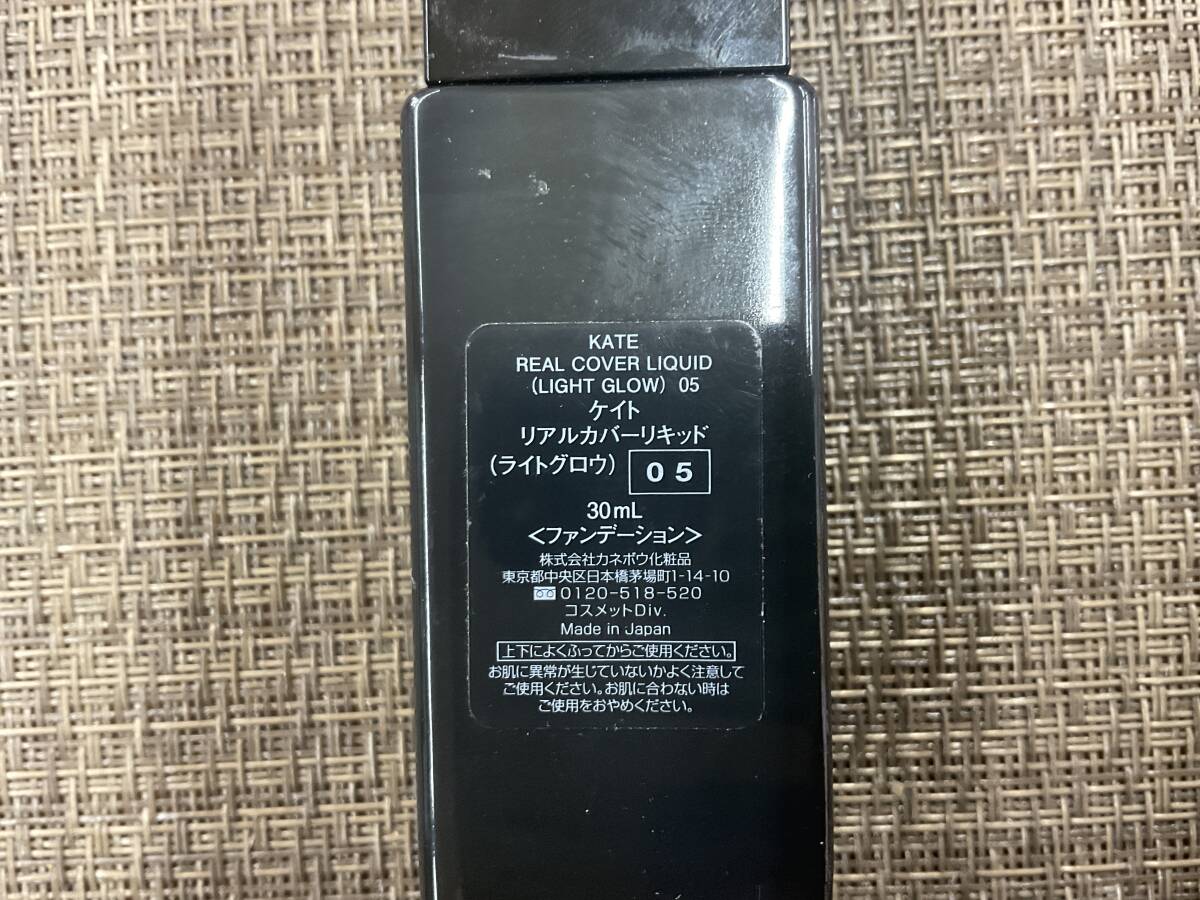 KATE
REAL COVER LIQUID
(LIGHT GLOW) 05
ケイト
リアルカバーリキッド
(ライトグロウ) 05
30mL
<ファンデーション>
株式会社カネボウ化粧品
東京都中央区日本橋茅場町1-14-10
0120-518-520
コスメットDiv.
Made in Japan
上下によくふってからご使用ください。
お肌に異常が生じていないかよく注意して
ご使用ください。お肌に合わない時は
ご使用をおやめください。